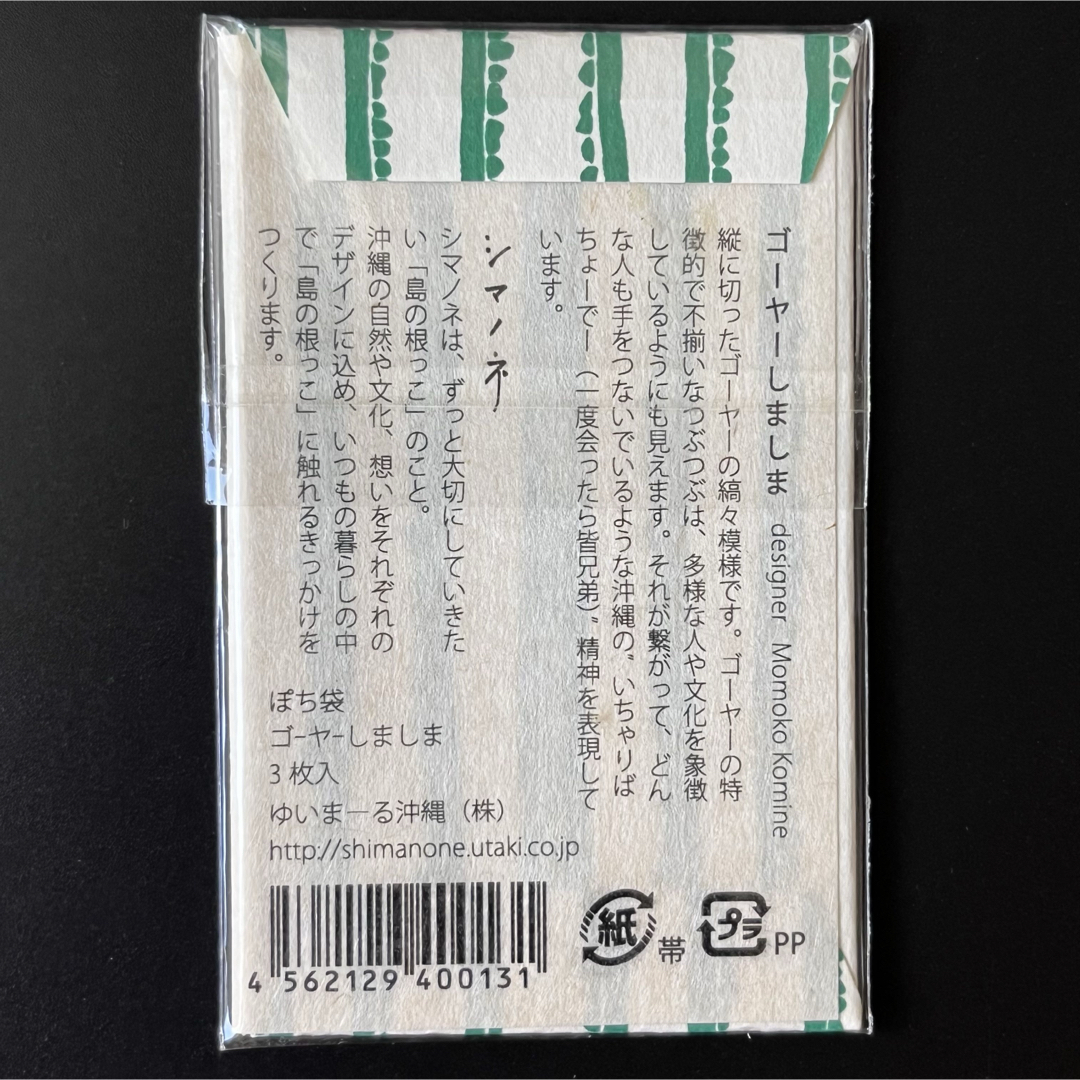 ゴーヤーしましま designer Momoko Komine
縦に切ったゴーヤーの縞々模様です。ゴーヤーの特
徴的で不揃いなつぶつぶは、多様な人や文化を象徴
しているようにも見えます。それが繋がって、どん
な人も手をつないでいるような沖縄の〝いちゃりば
ちょーでー（一度会ったら皆兄弟）〟精神を表現して
います。
シマノネ
シマノネは、ずっと大切にしていきた
い「島の根っこ」のこと。
沖縄の自然や文化、想いをそれぞれの
デザインに込め、いつもの暮らしの中
で「島の根っこ」に触れるきっかけを
つくります。
ぽち袋
ゴーヤーしましま
3枚入
ゆいまーる沖縄（株）
http://shimanone.utaki.co.jp
4 562129 400131
紙 帯
プラ PP